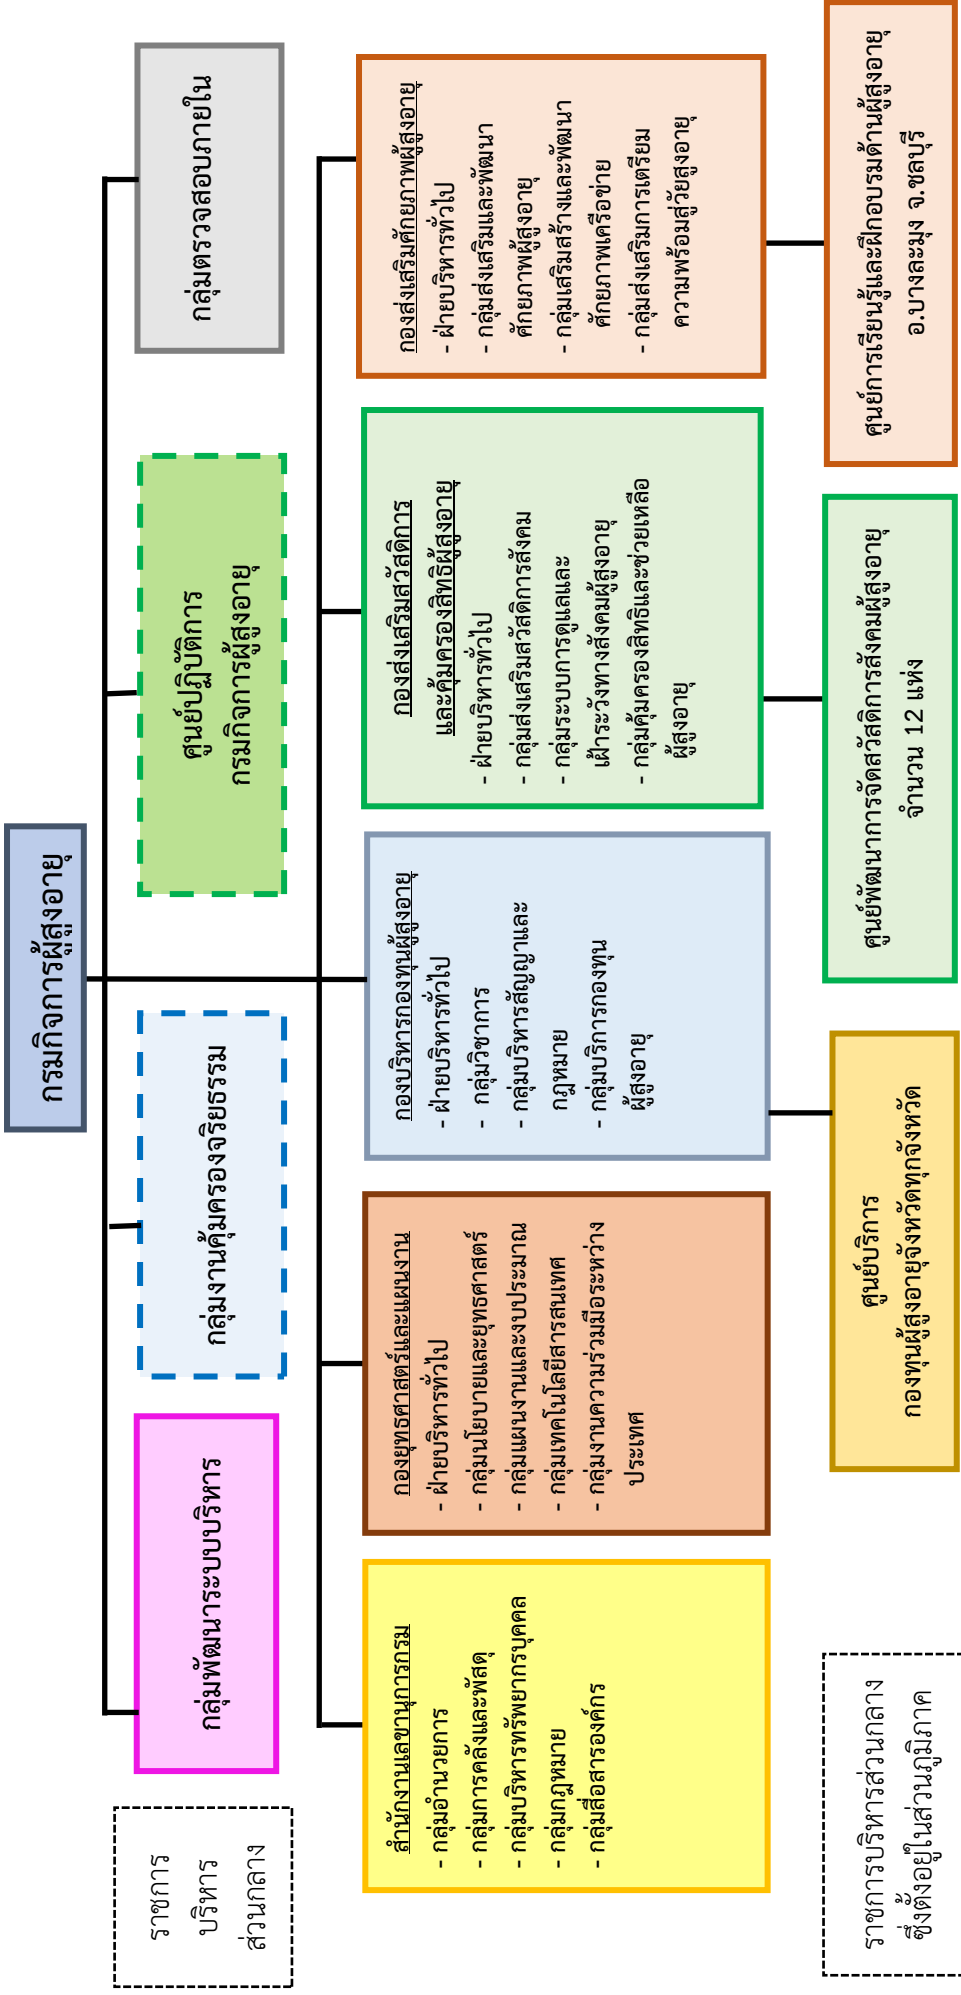 กรมกิจการผู้สูงอายุ
ราชการ
บริหาร
ส่วนกลาง
กลุ่มพัฒนาระบบบริหาร
กลุ่มงานคุ้มครองจริยธรรม
ศูนย์ปฏิบัติการ
กรมกิจการผู้สูงอายุ
กลุ่มตรวจสอบภายใน
สำนักงานเลขานุการกรม
- กลุ่มอำนวยการ
- กลุ่มการคลังและพัสดุ
- กลุ่มบริหารทรัพยากรบุคคล
- กลุ่มกฎหมาย
- กลุ่มสื่อสารองค์กร
กองยุทธศาสตร์และแผนงาน
- ฝ่ายบริหารทั่วไป
- กลุ่มนโยบายและยุทธศาสตร์
- กลุ่มแผนงานและงบประมาณ
- กลุ่มเทคโนโลยีสารสนเทศ
- กลุ่มงานความร่วมมือระหว่าง
ประเทศ
กองบริหารกองทุนผู้สูงอายุ
- ฝ่ายบริหารทั่วไป
- กลุ่มวิชาการ
- กลุ่มบริหารสัญญาและ
กฎหมาย
- กลุ่มบริการกองทุน
ผู้สูงอายุ
กองส่งเสริมสวัสดิการ
และคุ้มครองสิทธิผู้สูงอายุ
- ฝ่ายบริหารทั่วไป
- กลุ่มส่งเสริมสวัสดิการสังคม
- กลุ่มระบบการดูแลและ
เฝ้าระวังทางสังคมผู้สูงอายุ
- กลุ่มคุ้มครองสิทธิและช่วยเหลือ
ผู้สูงอายุ
กองส่งเสริมศักยภาพผู้สูงอายุ
- ฝ่ายบริหารทั่วไป
- กลุ่มส่งเสริมและพัฒนา
ศักยภาพผู้สูงอายุ
- กลุ่มเสริมสร้างและพัฒนา
ศักยภาพเครือข่าย
- กลุ่มส่งเสริมการเตรียม
ความพร้อมสู่วัยสูงอายุ
ราชการบริหารส่วนกลาง
ซึ่งตั้งอยู่ในส่วนภูมิภาค
ศูนย์บริการ
กองทุนผู้สูงอายุจังหวัดทุกจังหวัด
ศูนย์พัฒนาการจัดสวัสดิการสังคมผู้สูงอายุ
จำนวน 12 แห่ง
ศูนย์การเรียนรู้และฝึกอบรมด้านผู้สูงอายุ
อ.บางละมุง จ.ชลบุรี